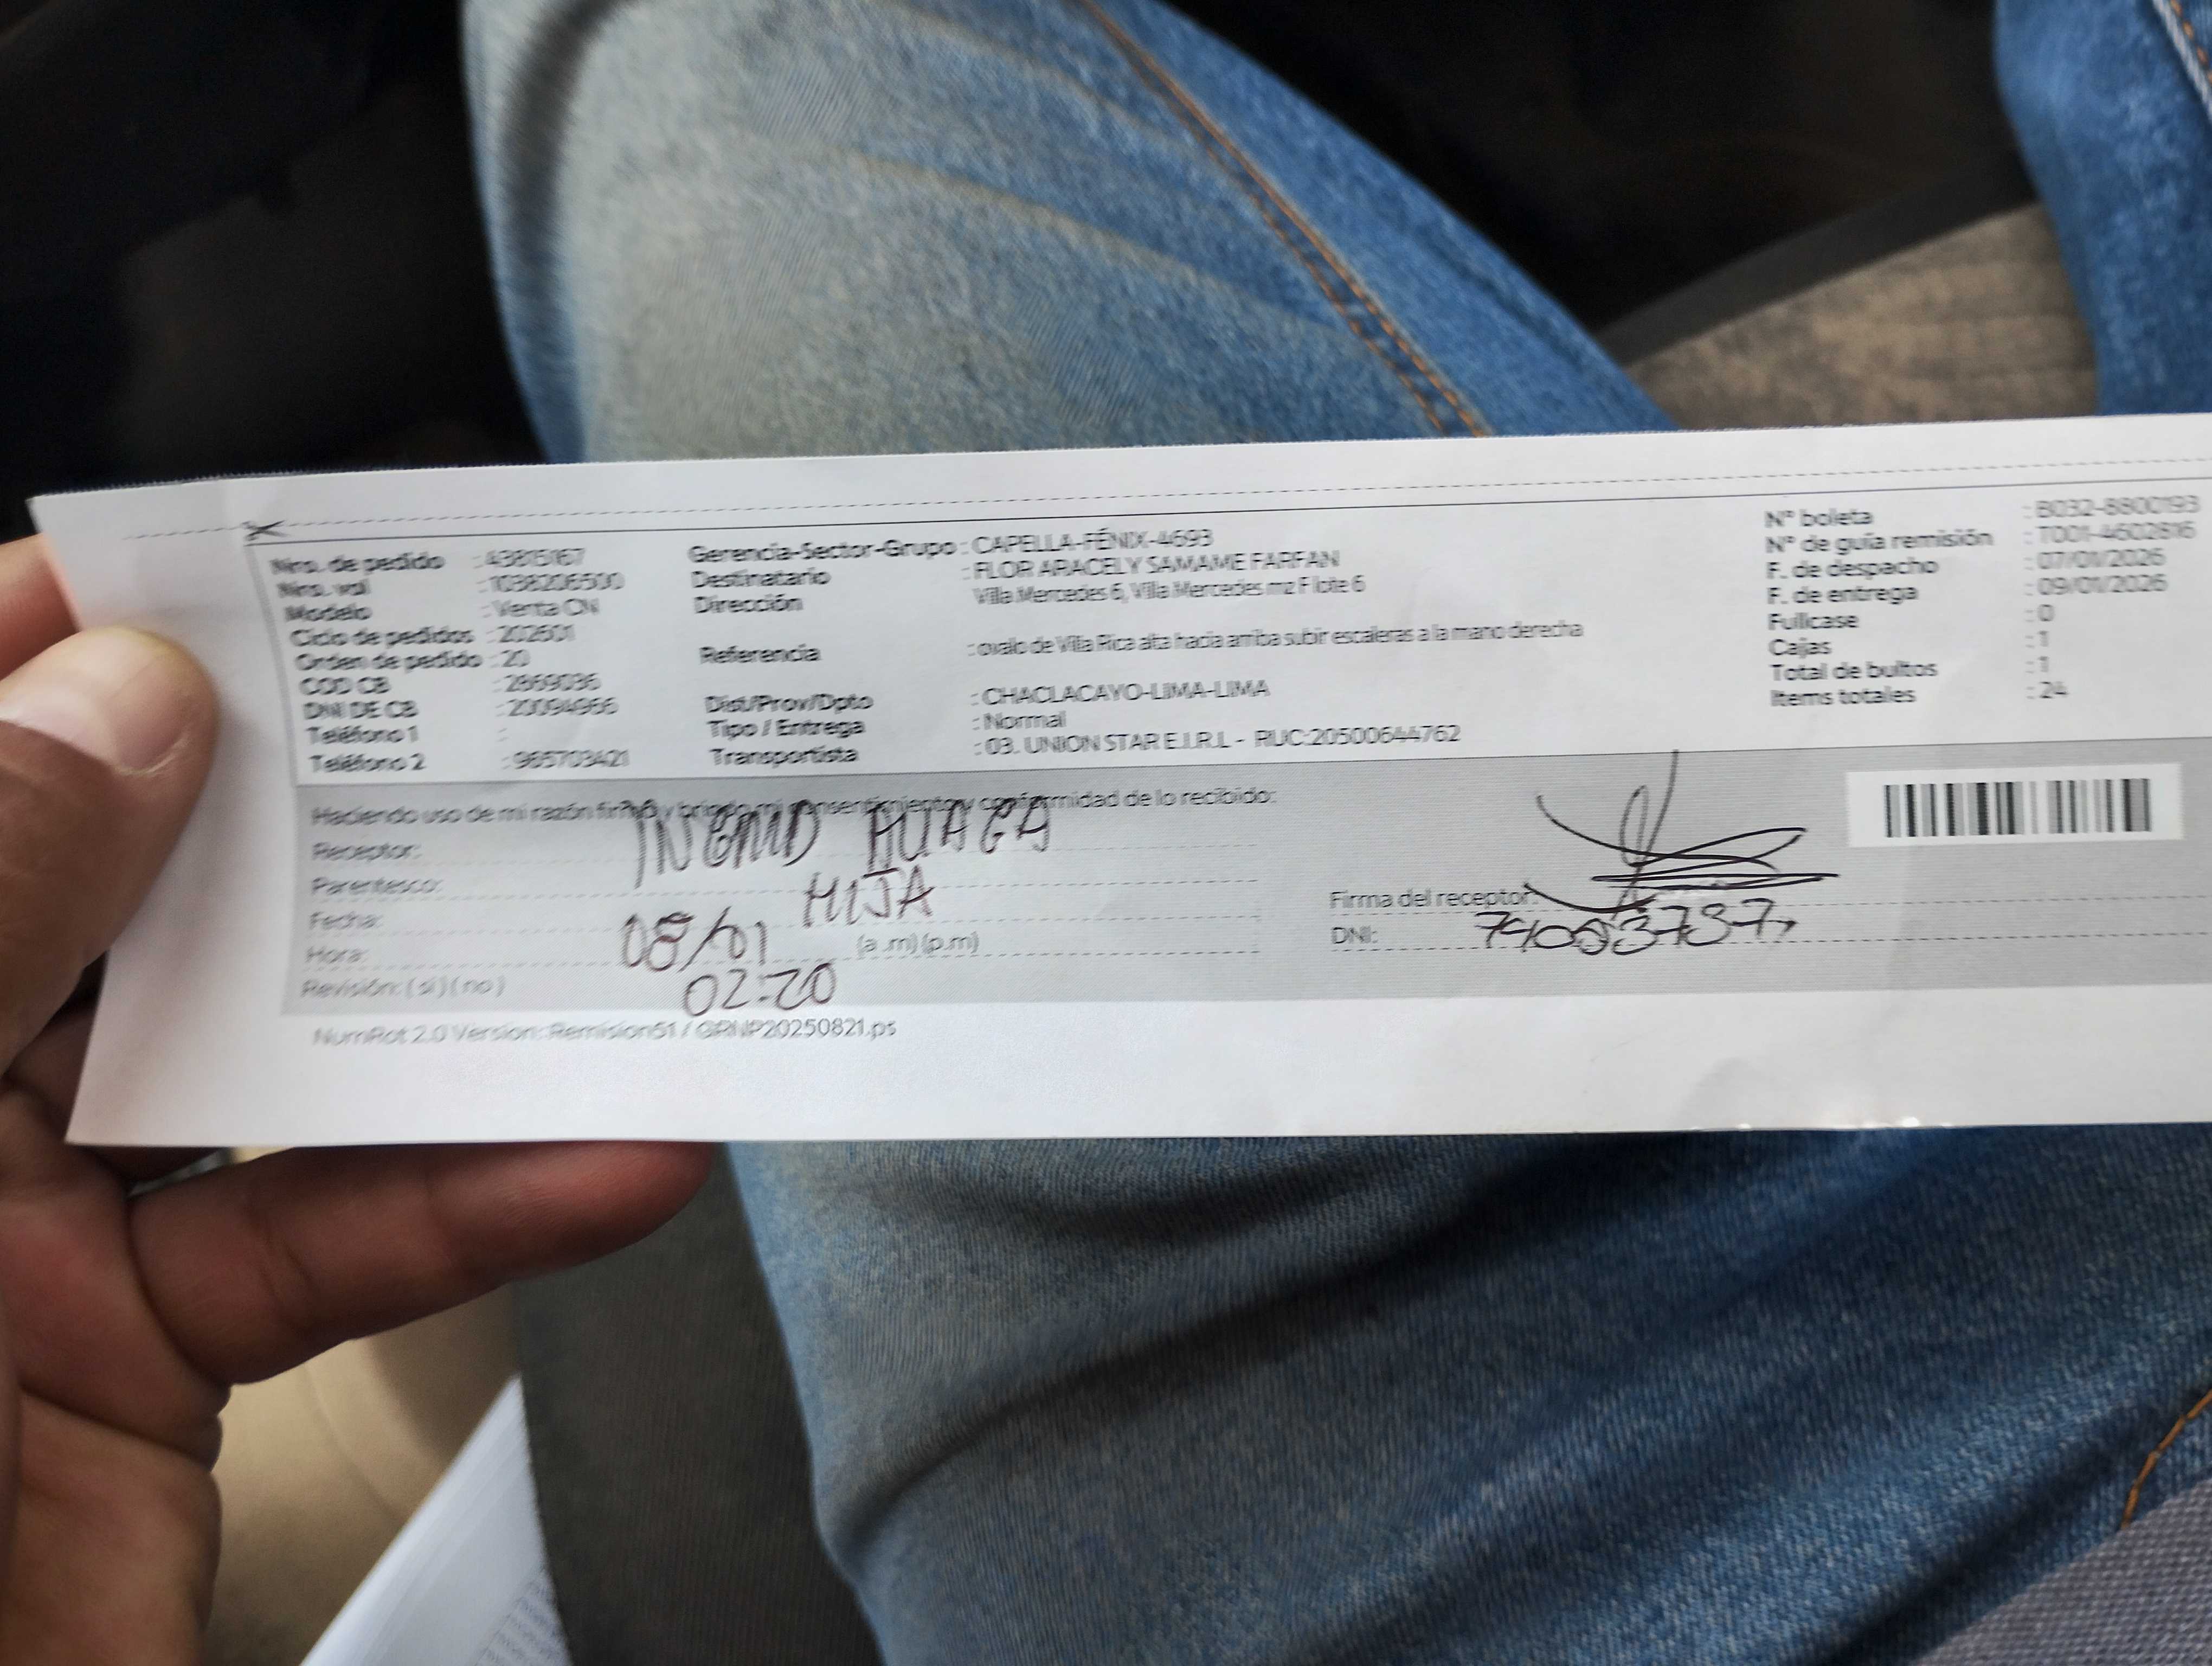 Nro. de pedido : 43815167
Nro. vol : 1038206500
Modelo : Venta CN
Ciclo de pedidos : 202601
Orden de pedido : 20
COD CB : 2869036
DNI DE CB : 20094966
Teléfono 1 :
Teléfono 2 : 965703421
Gerencia-Sector-Grupo : CAPELLA-FÉNIX-4693
Destinatario : FLOR ARACELY SAMAME FARFAN
Dirección Villa Mercedes 6, Villa Mercedes mz F lote 6
Referencia : ovalo de Villa Rica alta hacia arriba subir escaleras a la mano derecha
Dist/Prov/Dpto : CHACLACAYO-LIMA-LIMA
Tipo / Entrega : Normal
Transportista : 03. UNION STAR E.I.R.L - RUC:20500644762
N° boleta : B032-8800193
N° de guía remisión : T001-4602816
F. de despacho : 07/01/2026
F. de entrega : 09/01/2026
Fullcase : 0
Cajas : 1
Total de bultos : 1
Items totales : 24
Haciendo uso de mi razón firmo y brindo mi consentimiento y conformidad de lo recibido:
Receptor:
Parentesco: HIJA
Fecha: 08/01
Hora: (a .m) (p.m)
02:20
Revisión: ( si ) ( no )
Firma del receptor:
DNI:
NumRot 2.0 Version: Remision51 / GRNP20250821.ps